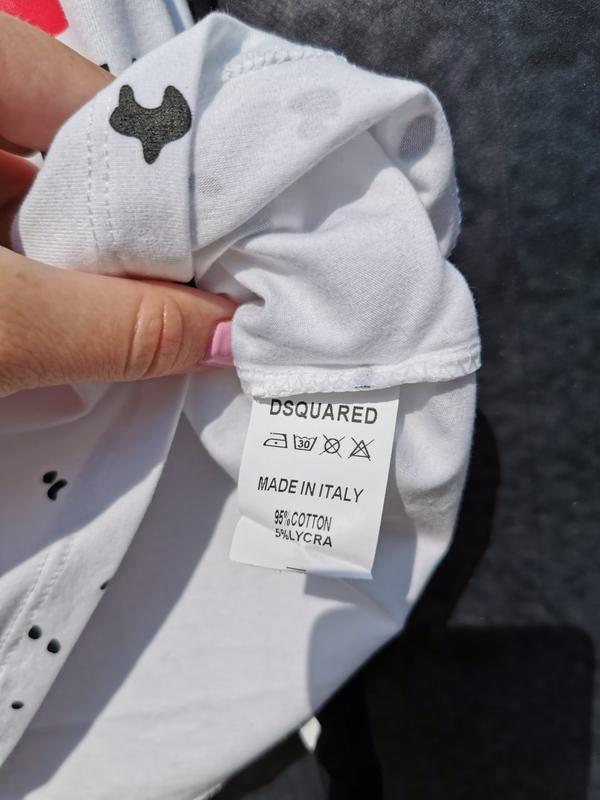 DSQUARED
30°
MADE IN ITALY
95%COTTON
5%LYCRA